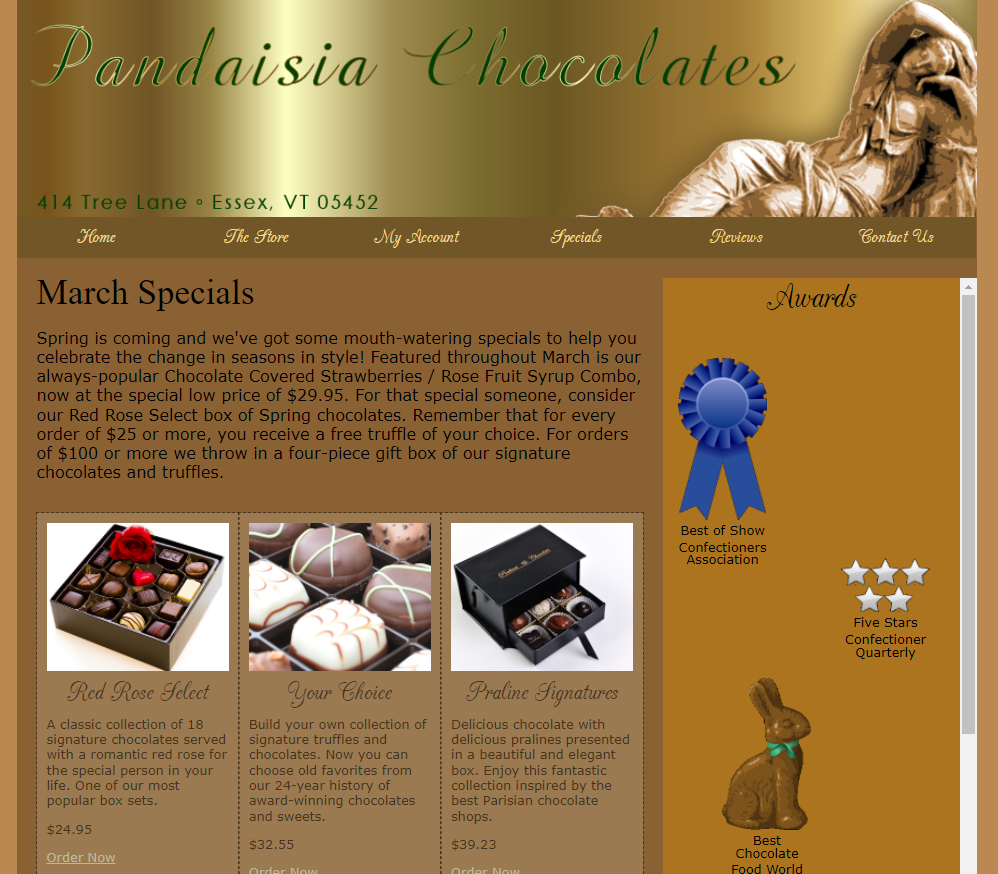 Pandaisia Chocolates
414 Tree Lane ◦ Essex, VT 05452
Home The Store My Account Specials Reviews Contact Us
March Specials
Spring is coming and we've got some mouth-watering specials to help you
celebrate the change in seasons in style! Featured throughout March is our
always-popular Chocolate Covered Strawberries / Rose Fruit Syrup Combo,
now at the special low price of $29.95. For that special someone, consider
our Red Rose Select box of Spring chocolates. Remember that for every
order of $25 or more, you receive a free truffle of your choice. For orders
of $100 or more we throw in a four-piece gift box of our signature
chocolates and truffles.
Red Rose Select
A classic collection of 18
signature chocolates served
with a romantic red rose for
the special person in your
life. One of our most
popular box sets.
$24.95
Order Now
Your Choice
Build your own collection of
signature truffles and
chocolates. Now you can
choose old favorites from
our 24-year history of
award-winning chocolates
and sweets.
$32.55
Order Now
Praline Signatures
Delicious chocolate with
delicious pralines presented
in a beautiful and elegant
box. Enjoy this fantastic
collection inspired by the
best Parisian chocolate
shops.
$39.23
Order Now
Awards
Best of Show
Confectioners
Association
Five Stars
Confectioner
Quarterly
Best
Chocolate
Food World